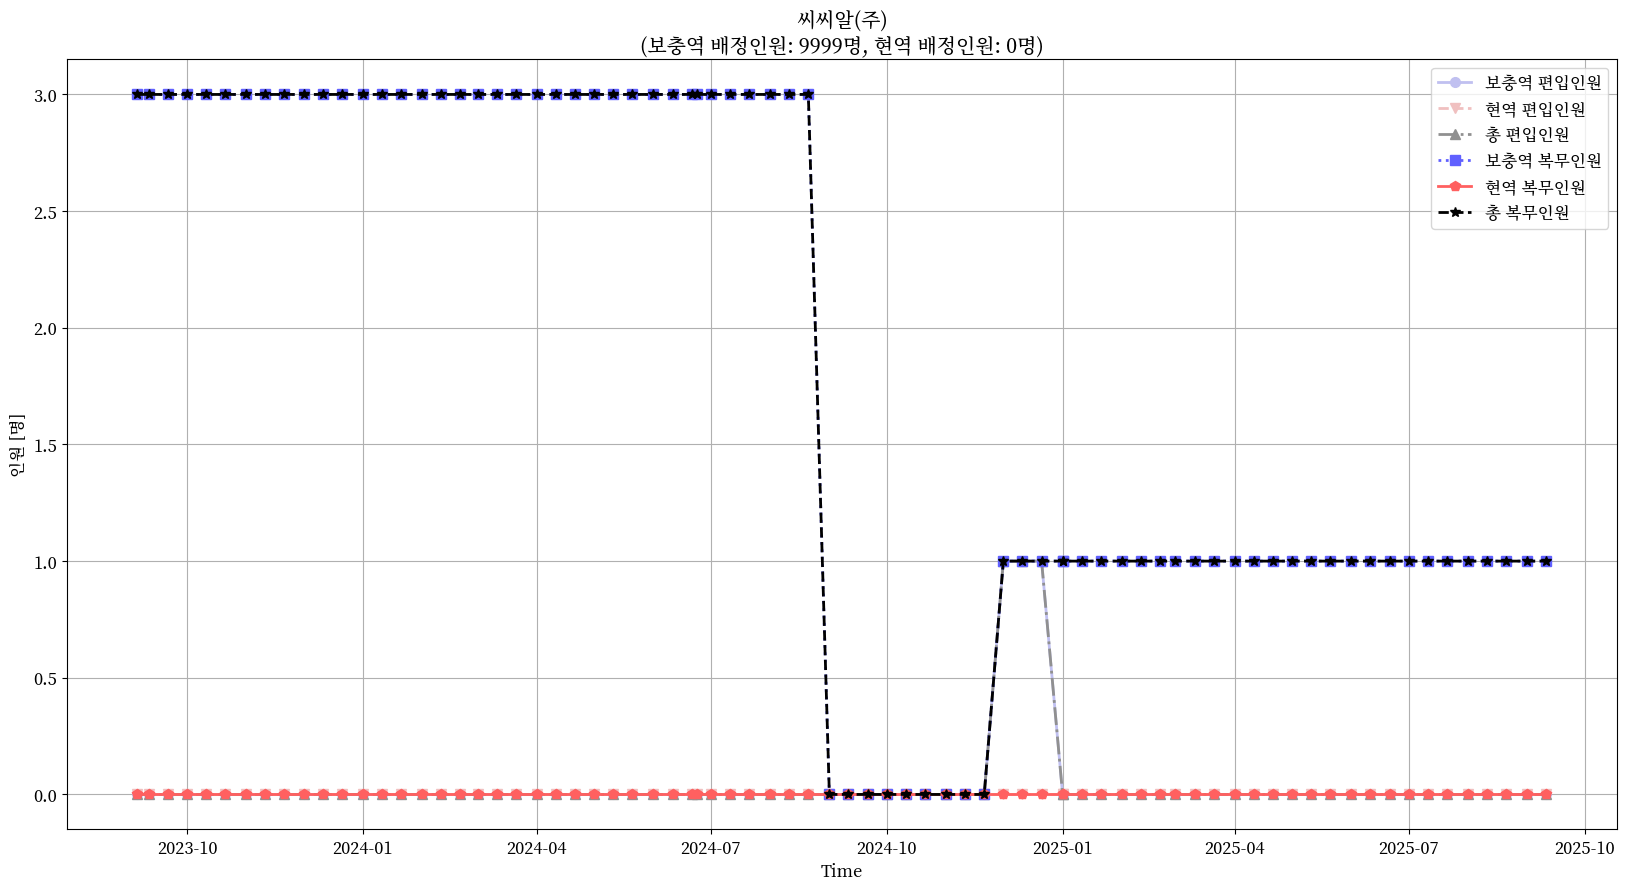 씨씨알(주)
(보충역 배정인원: 9999명, 현역 배정인원: 0명)
3.0
2.5
2.0
1.5
1.0
0.5
0.0
인원 [명]
보충역 편입인원
현역 편입인원
총 편입인원
보충역 복무인원
현역 복무인원
총 복무인원
2023-10
2024-01
2024-04
2024-07
2024-10
2025-01
2025-04
2025-07
2025-10
Time